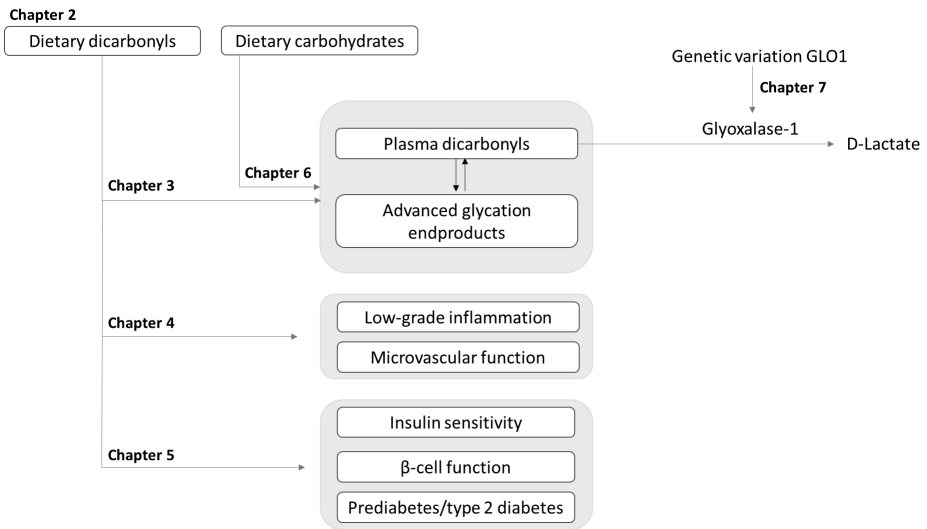 Chapter 2
Dietary dicarbonyls
Dietary carbohydrates
Genetic variation GLO1
Chapter 7
Glyoxalase-1
D-Lactate
Plasma dicarbonyls
Chapter 6
Chapter 3
Advanced glycation
endproducts
Chapter 4
Low-grade inflammation
Microvascular function
Chapter 5
Insulin sensitivity
β-cell function
Prediabetes/type 2 diabetes